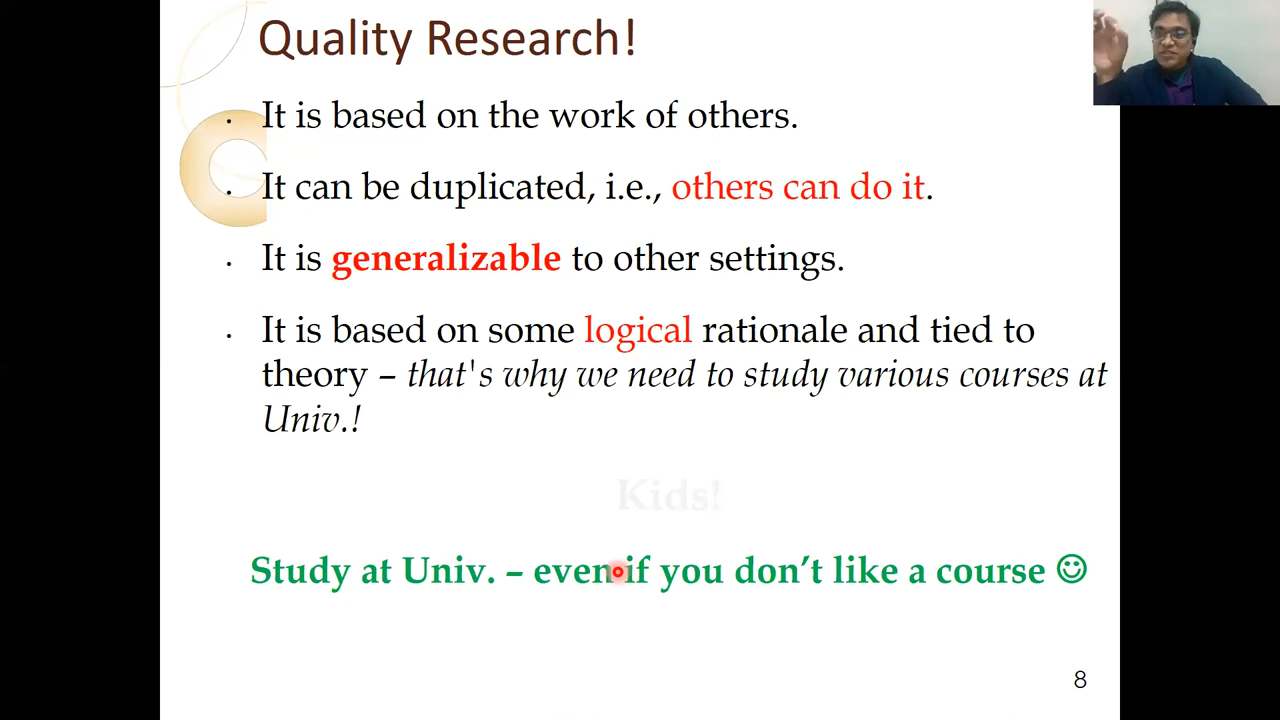 Quality Research!
· It is based on the work of others.
· It can be duplicated, i.e., others can do it.
· It is generalizable to other settings.
· It is based on some logical rationale and tied to
theory – that's why we need to study various courses at
Univ.!
Kids!
Study at Univ. – even if you don’t like a course ☺
8